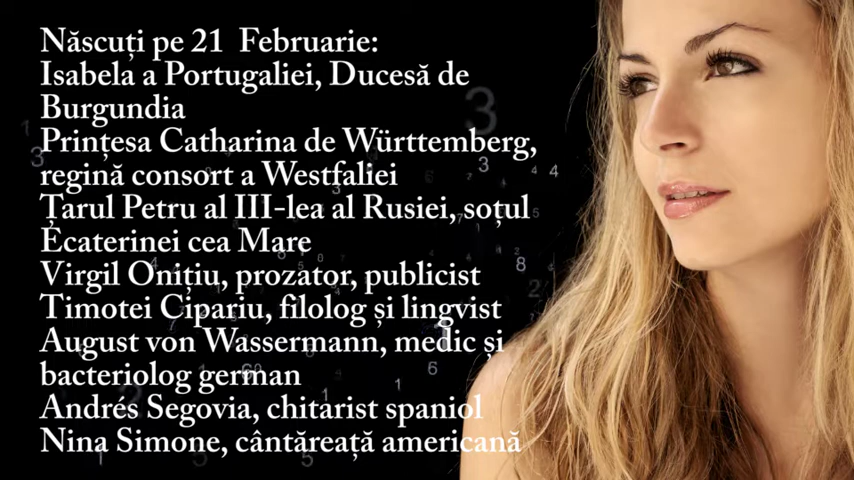 Născuți pe 21 Februarie:
Isabela a Portugaliei, Ducesă de
Burgundia
Prințesa Catharina de Württemberg,
regină consort a Westfaliei
Țarul Petru al III-lea al Rusiei, soțul
Ecaterinei cea Mare
Virgil Onițiu, prozator, publicist
Timotei Cipariu, filolog și lingvist
August von Wassermann, medic și
bacteriolog german
Andrés Segovia, chitarist spaniol
Nina Simone, cântăreață americană